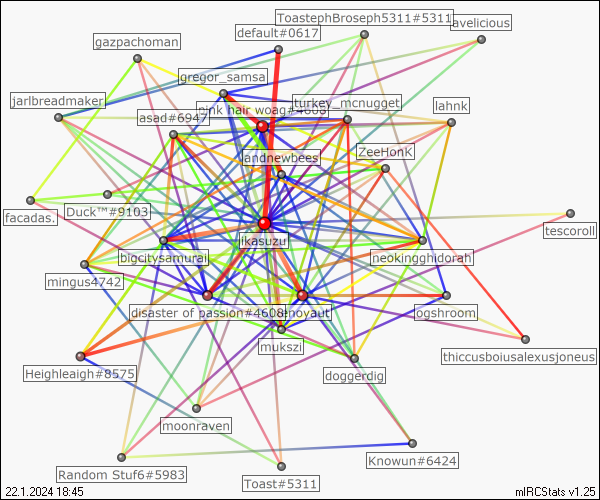 ToastephBroseph5311#5311
avelicious
default#0617
gazpachoman
gregor_samsa
jarlbreadmaker
pink hair woag#4608
turkey_mcnugget
lahnk
asad#6947
andnewbees
ZeeHonk
facadas.
Duck™#9103
tescoroll
jikasuzu
bigcitysamurai
neokingghidorah
mingus4742
disaster of passion#4608
enoyaut
ogshroom
mukszi
thiccusboiusalexusjoneus
Heighleaigh#8575
doggerdig
moonraven
Random Stuf6#5983
Knowun#6424
Toast#5311
22.1.2024 18:45
mIRCStats v1.25